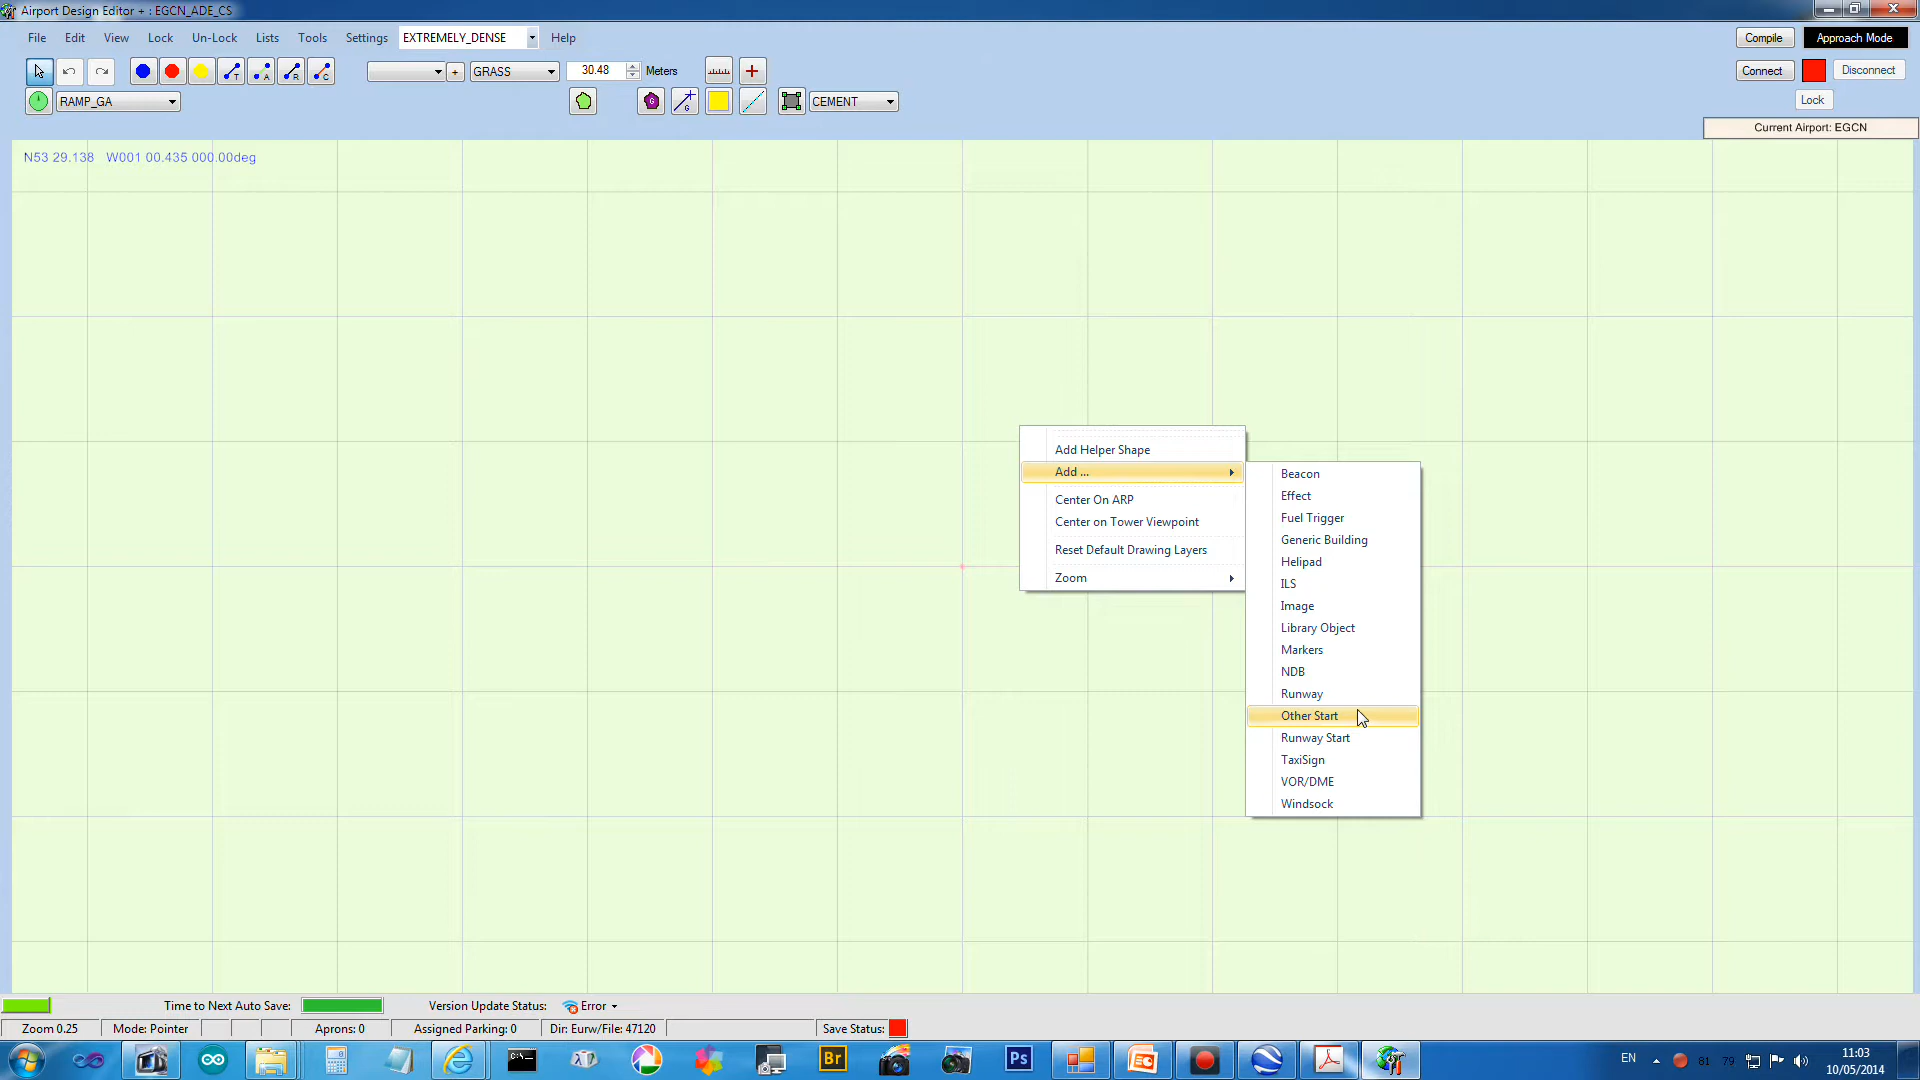 Airport Design Editor + : EGCN_ADE_CS
File Edit View Lock Un-Lock Lists Tools Settings EXTREMELY_DENSE Help
Compile Approach Mode
GRASS 30.48 Meters
Connect Disconnect
RAMP_GA CEMENT
Lock
Current Airport: EGCN
N53 29.138 W001 00.435 000.00deg
Add Helper Shape
Add ...
Center On ARP
Center on Tower Viewpoint
Reset Default Drawing Layers
Zoom
Beacon
Effect
Fuel Trigger
Generic Building
Helipad
ILS
Image
Library Object
Markers
NDB
Runway
Other Start
Runway Start
TaxiSign
VOR/DME
Windsock
Time to Next Auto Save: Version Update Status: Error
Zoom 0.25 Mode: Pointer Aprons: 0 Assigned Parking: 0 Dir: Eurw/File: 47120 Save Status:
Br Ps EN 81 79 11:03
10/05/2014